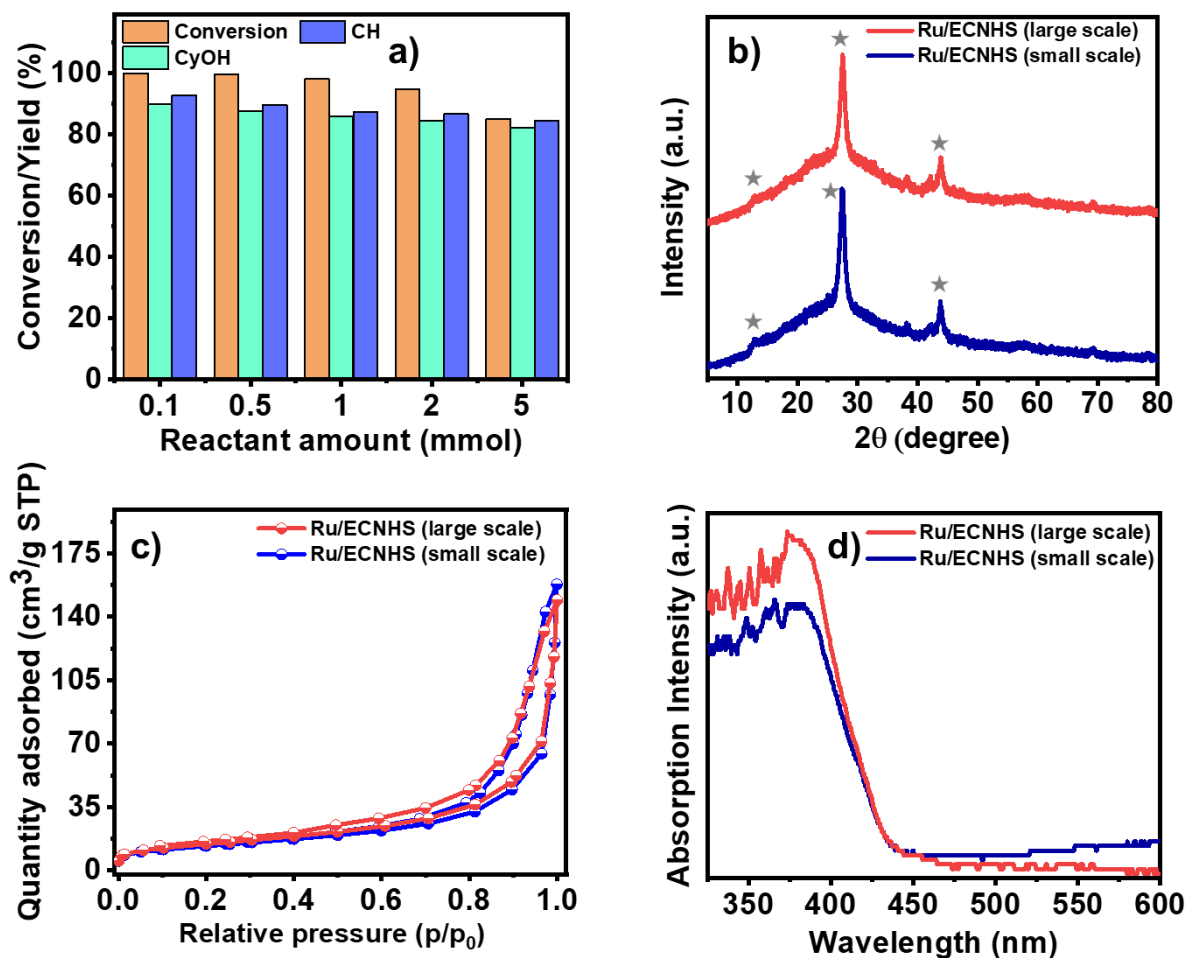 Conversion
CH
CyOH
a)
Conversion/Yield (%)
100
80
60
40
20
0
0.1 0.5 1 2 5
Reactant amount (mmol)
Ru/ECNHS (large scale)
Ru/ECNHS (small scale)
b)
Intensity (a.u.)
10 20 30 40 50 60 70 80
2θ (degree)
Ru/ECNHS (large scale)
Ru/ECNHS (small scale)
c)
Quantity adsorbed (cm³/g STP)
175
140
105
70
35
0
0.0 0.2 0.4 0.6 0.8 1.0
Relative pressure (p/p₀)
Ru/ECNHS (large scale)
Ru/ECNHS (small scale)
d)
Absorption Intensity (a.u.)
350 400 450 500 550 600
Wavelength (nm)